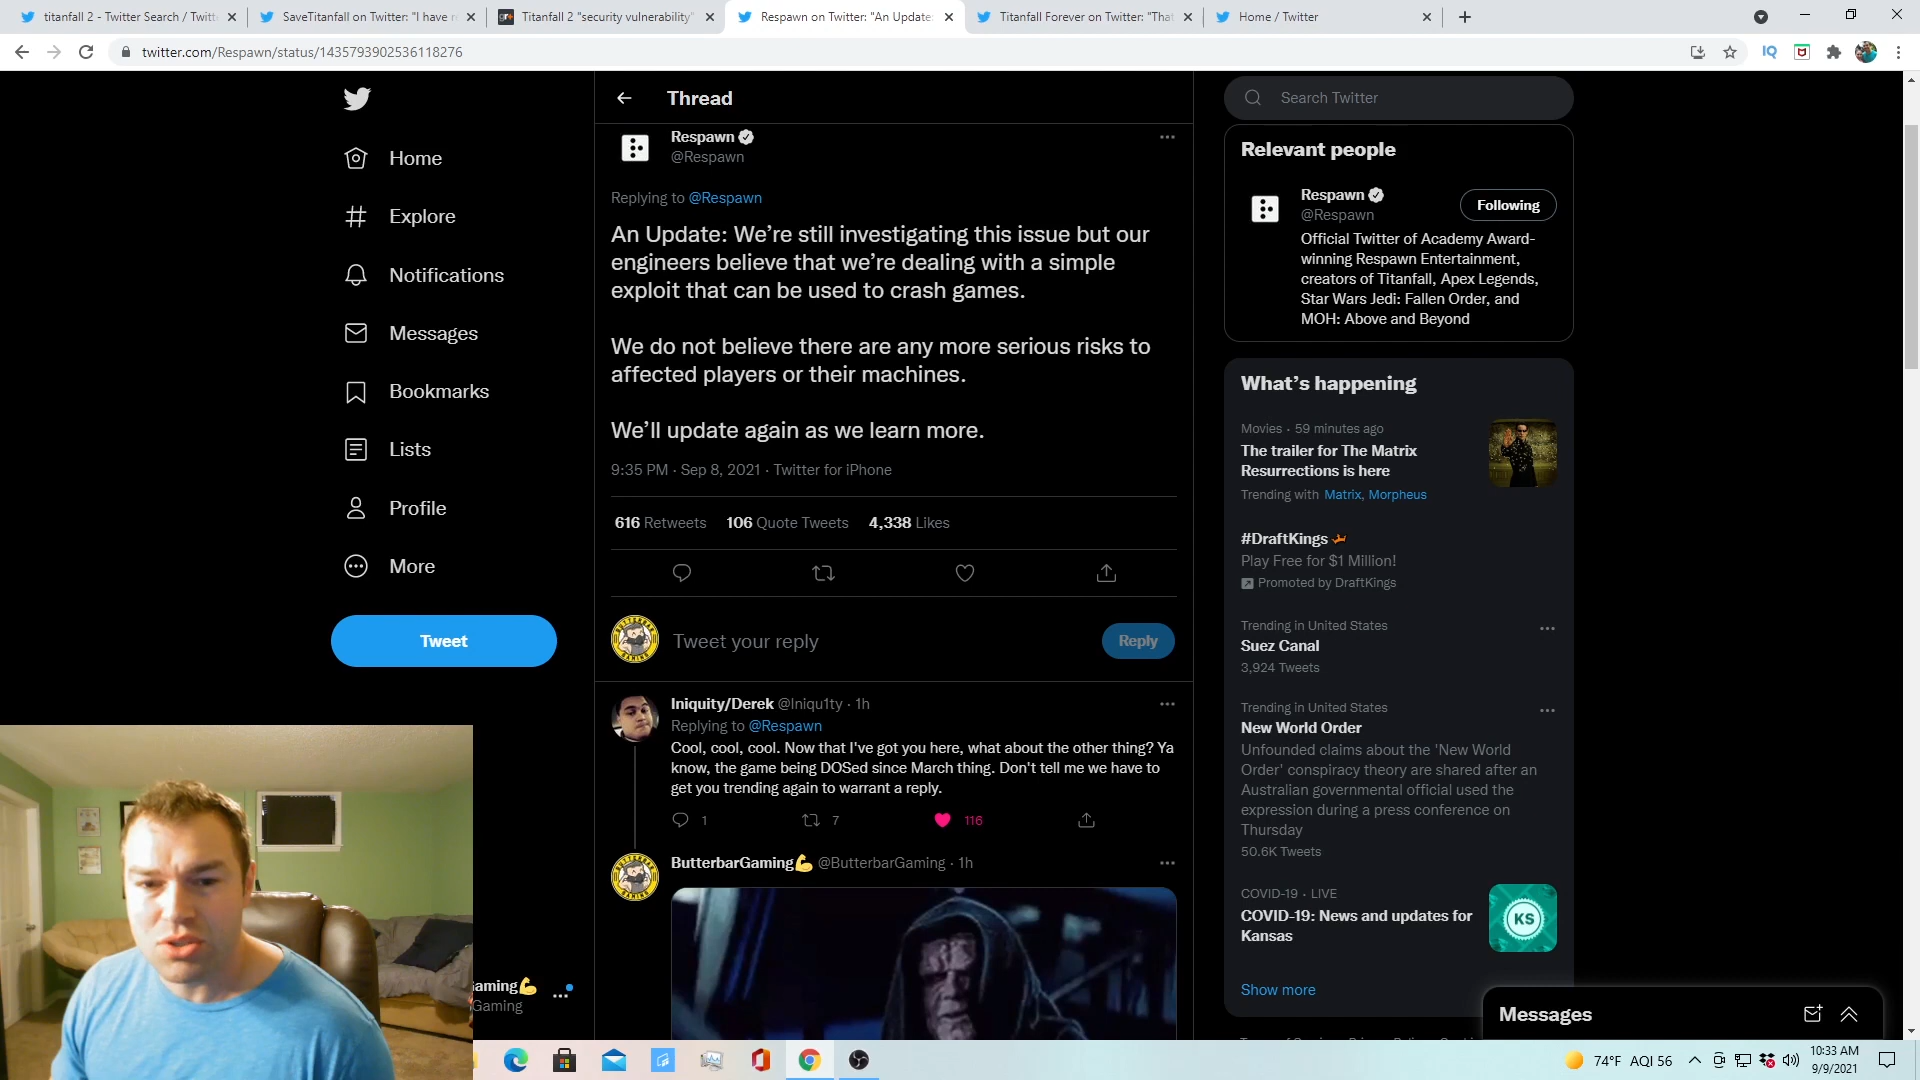 titanfall 2 - Twitter Search / Twitt
SaveTitanfall on Twitter: "I have r
Titanfall 2 "security vulnerability"
Respawn on Twitter: "An Update:
Titanfall Forever on Twitter: "That
Home / Twitter
twitter.com/Respawn/status/1435793902536118276
Home
Explore
Notifications
Messages
Bookmarks
Lists
Profile
More
Tweet
aming💪
Gaming
Thread
Respawn
@Respawn
Replying to @Respawn
An Update: We’re still investigating this issue but our
engineers believe that we’re dealing with a simple
exploit that can be used to crash games.
We do not believe there are any more serious risks to
affected players or their machines.
We’ll update again as we learn more.
9:35 PM · Sep 8, 2021 · Twitter for iPhone
616 Retweets 106 Quote Tweets 4,338 Likes
Tweet your reply
Reply
Iniquity/Derek @Iniqu1ty · 1h
Replying to @Respawn
Cool, cool, cool. Now that I've got you here, what about the other thing? Ya
know, the game being DOSed since March thing. Don't tell me we have to
get you trending again to warrant a reply.
1 7 116
ButterbarGaming💪 @ButterbarGaming · 1h
Search Twitter
Relevant people
Respawn
@Respawn
Following
Official Twitter of Academy Award-
winning Respawn Entertainment,
creators of Titanfall, Apex Legends,
Star Wars Jedi: Fallen Order, and
MOH: Above and Beyond
What’s happening
Movies · 59 minutes ago
The trailer for The Matrix
Resurrections is here
Trending with Matrix, Morpheus
#DraftKings
Play Free for $1 Million!
Promoted by DraftKings
Trending in United States
Suez Canal
3,924 Tweets
Trending in United States
New World Order
Unfounded claims about the 'New World
Order' conspiracy theory are shared after an
Australian governmental official used the
expression during a press conference on
Thursday
50.6K Tweets
COVID-19 · LIVE
COVID-19: News and updates for
Kansas
KS
Show more
Messages
74°F AQI 56
10:33 AM
9/9/2021